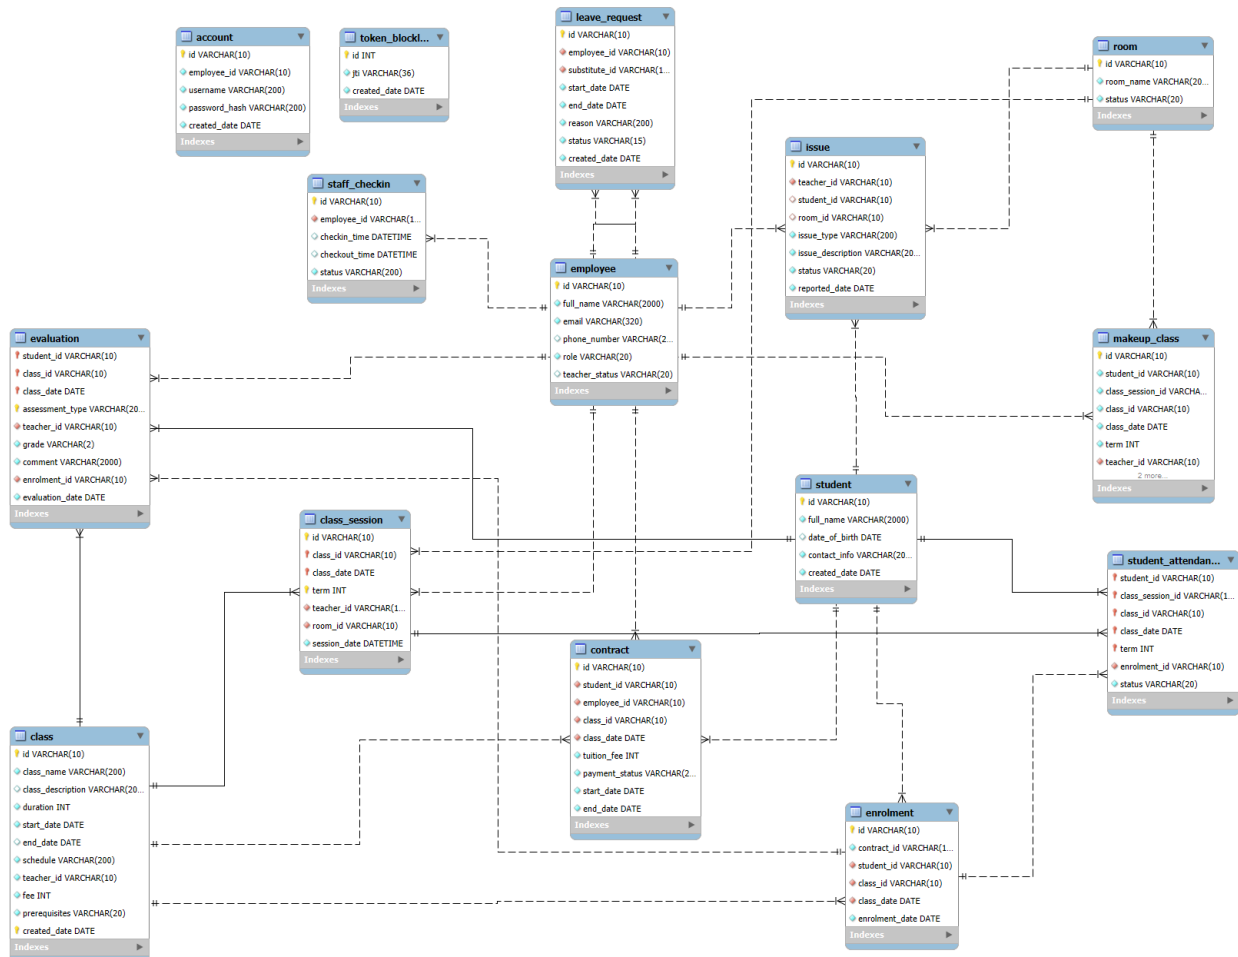 account
id VARCHAR(10)
employee_id VARCHAR(10)
username VARCHAR(200)
password_hash VARCHAR(200)
created_date DATE
Indexes
token_blockl...
id INT
jti VARCHAR(36)
created_date DATE
Indexes
leave_request
id VARCHAR(10)
employee_id VARCHAR(10)
substitute_id VARCHAR(1...
start_date DATE
end_date DATE
reason VARCHAR(200)
status VARCHAR(15)
created_date DATE
Indexes
room
id VARCHAR(10)
room_name VARCHAR(20...
status VARCHAR(20)
Indexes
issue
id VARCHAR(10)
teacher_id VARCHAR(10)
student_id VARCHAR(10)
room_id VARCHAR(10)
issue_type VARCHAR(200)
issue_description VARCHAR(20...
status VARCHAR(20)
reported_date DATE
Indexes
staff_checkin
id VARCHAR(10)
employee_id VARCHAR(1...
checkin_time DATETIME
checkout_time DATETIME
status VARCHAR(200)
Indexes
employee
id VARCHAR(10)
full_name VARCHAR(2000)
email VARCHAR(320)
phone_number VARCHAR(2...
role VARCHAR(20)
teacher_status VARCHAR(20)
Indexes
evaluation
student_id VARCHAR(10)
class_id VARCHAR(10)
class_date DATE
assessment_type VARCHAR(20...
teacher_id VARCHAR(10)
grade VARCHAR(2)
comment VARCHAR(2000)
enrolment_id VARCHAR(10)
evaluation_date DATE
Indexes
makeup_class
id VARCHAR(10)
student_id VARCHAR(10)
class_session_id VARCHA...
class_id VARCHAR(10)
class_date DATE
term INT
teacher_id VARCHAR(10)
2 more...
Indexes
student
id VARCHAR(10)
full_name VARCHAR(2000)
date_of_birth DATE
contact_info VARCHAR(20...
created_date DATE
Indexes
class_session
id VARCHAR(10)
class_id VARCHAR(10)
class_date DATE
term INT
teacher_id VARCHAR(1...
room_id VARCHAR(10)
session_date DATETIME
Indexes
student_attendan...
student_id VARCHAR(10)
class_session_id VARCHAR(1...
class_id VARCHAR(10)
class_date DATE
term INT
enrolment_id VARCHAR(10)
status VARCHAR(20)
Indexes
contract
id VARCHAR(10)
student_id VARCHAR(10)
employee_id VARCHAR(10)
class_id VARCHAR(10)
class_date DATE
tuition_fee INT
payment_status VARCHAR(2...
start_date DATE
end_date DATE
Indexes
class
id VARCHAR(10)
class_name VARCHAR(200)
class_description VARCHAR(20...
duration INT
start_date DATE
end_date DATE
schedule VARCHAR(200)
teacher_id VARCHAR(10)
fee INT
prerequisites VARCHAR(20)
created_date DATE
Indexes
enrolment
id VARCHAR(10)
contract_id VARCHAR(1...
student_id VARCHAR(10)
class_id VARCHAR(10)
class_date DATE
enrolment_date DATE
Indexes